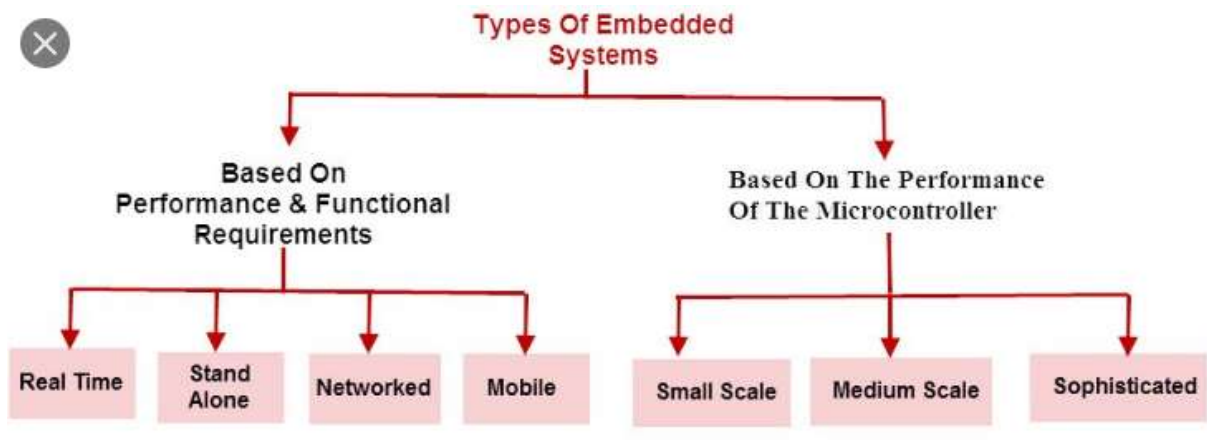 Types Of Embedded
Systems
Based On
Performance & Functional
Requirements
Based On The Performance
Of The Microcontroller
Real Time
Stand
Alone
Networked
Mobile
Small Scale
Medium Scale
Sophisticated